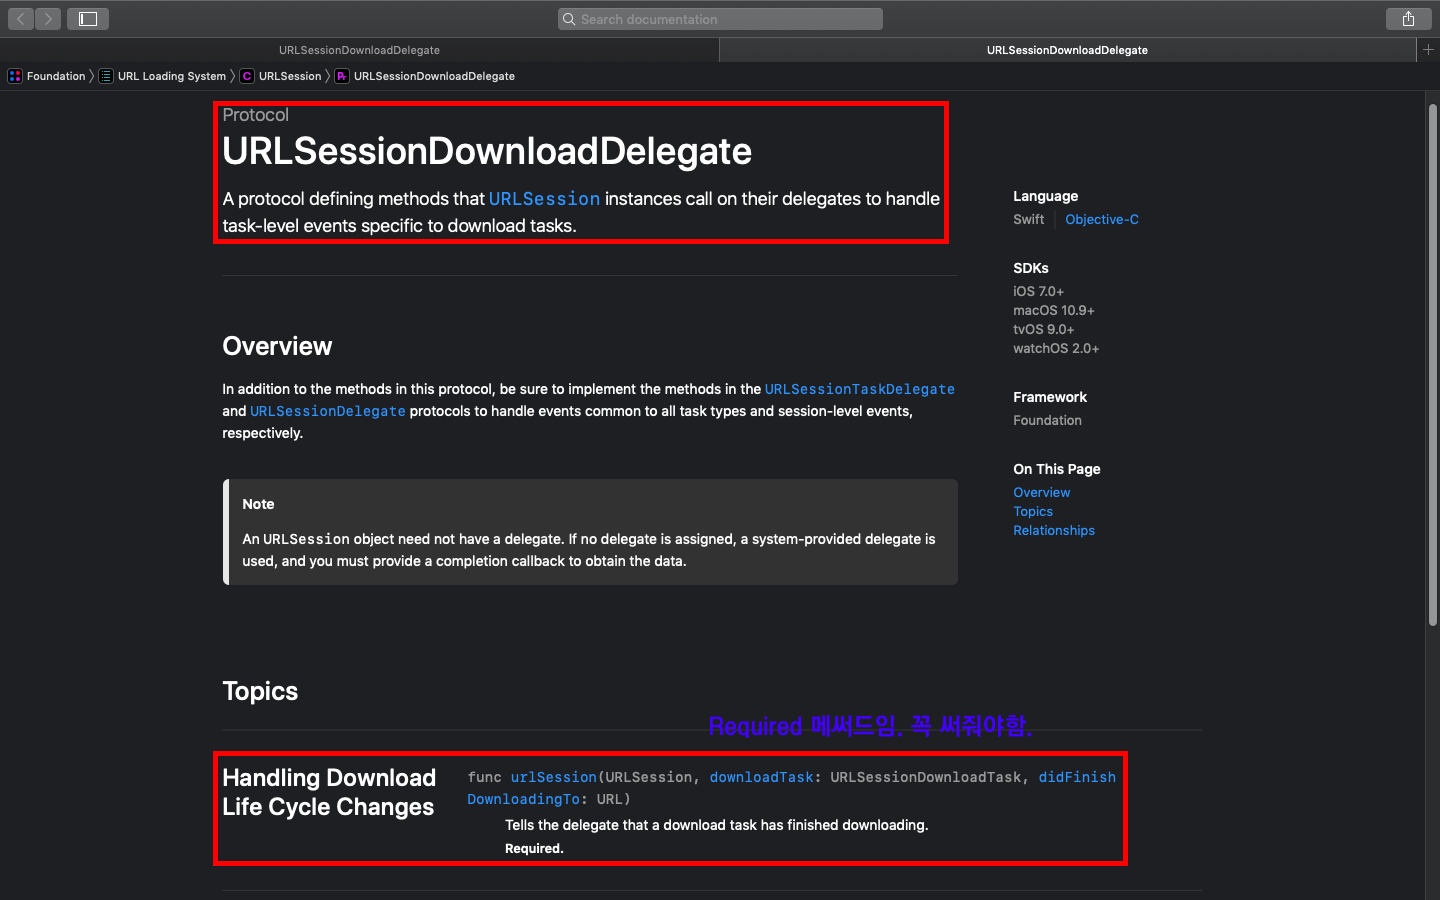 Search documentation
URLSessionDownloadDelegate
URLSessionDownloadDelegate
Foundation
URL Loading System
C URLSession
Pr URLSessionDownloadDelegate
Protocol
URLSessionDownloadDelegate
A protocol defining methods that URLSession instances call on their delegates to handle
task-level events specific to download tasks.
Language
Swift
Objective-C
SDKs
iOS 7.0+
macOS 10.9+
tvOS 9.0+
watchOS 2.0+
Framework
Foundation
On This Page
Overview
Topics
Relationships
Overview
In addition to the methods in this protocol, be sure to implement the methods in the URLSessionTaskDelegate
and URLSessionDelegate protocols to handle events common to all task types and session-level events,
respectively.
Note
An URLSession object need not have a delegate. If no delegate is assigned, a system-provided delegate is
used, and you must provide a completion callback to obtain the data.
Topics
Required 메써드임. 꼭 써줘야함.
Handling Download
Life Cycle Changes
func urlSession(URLSession, downloadTask: URLSessionDownloadTask, didFinish
DownloadingTo: URL)
Tells the delegate that a download task has finished downloading.
Required.